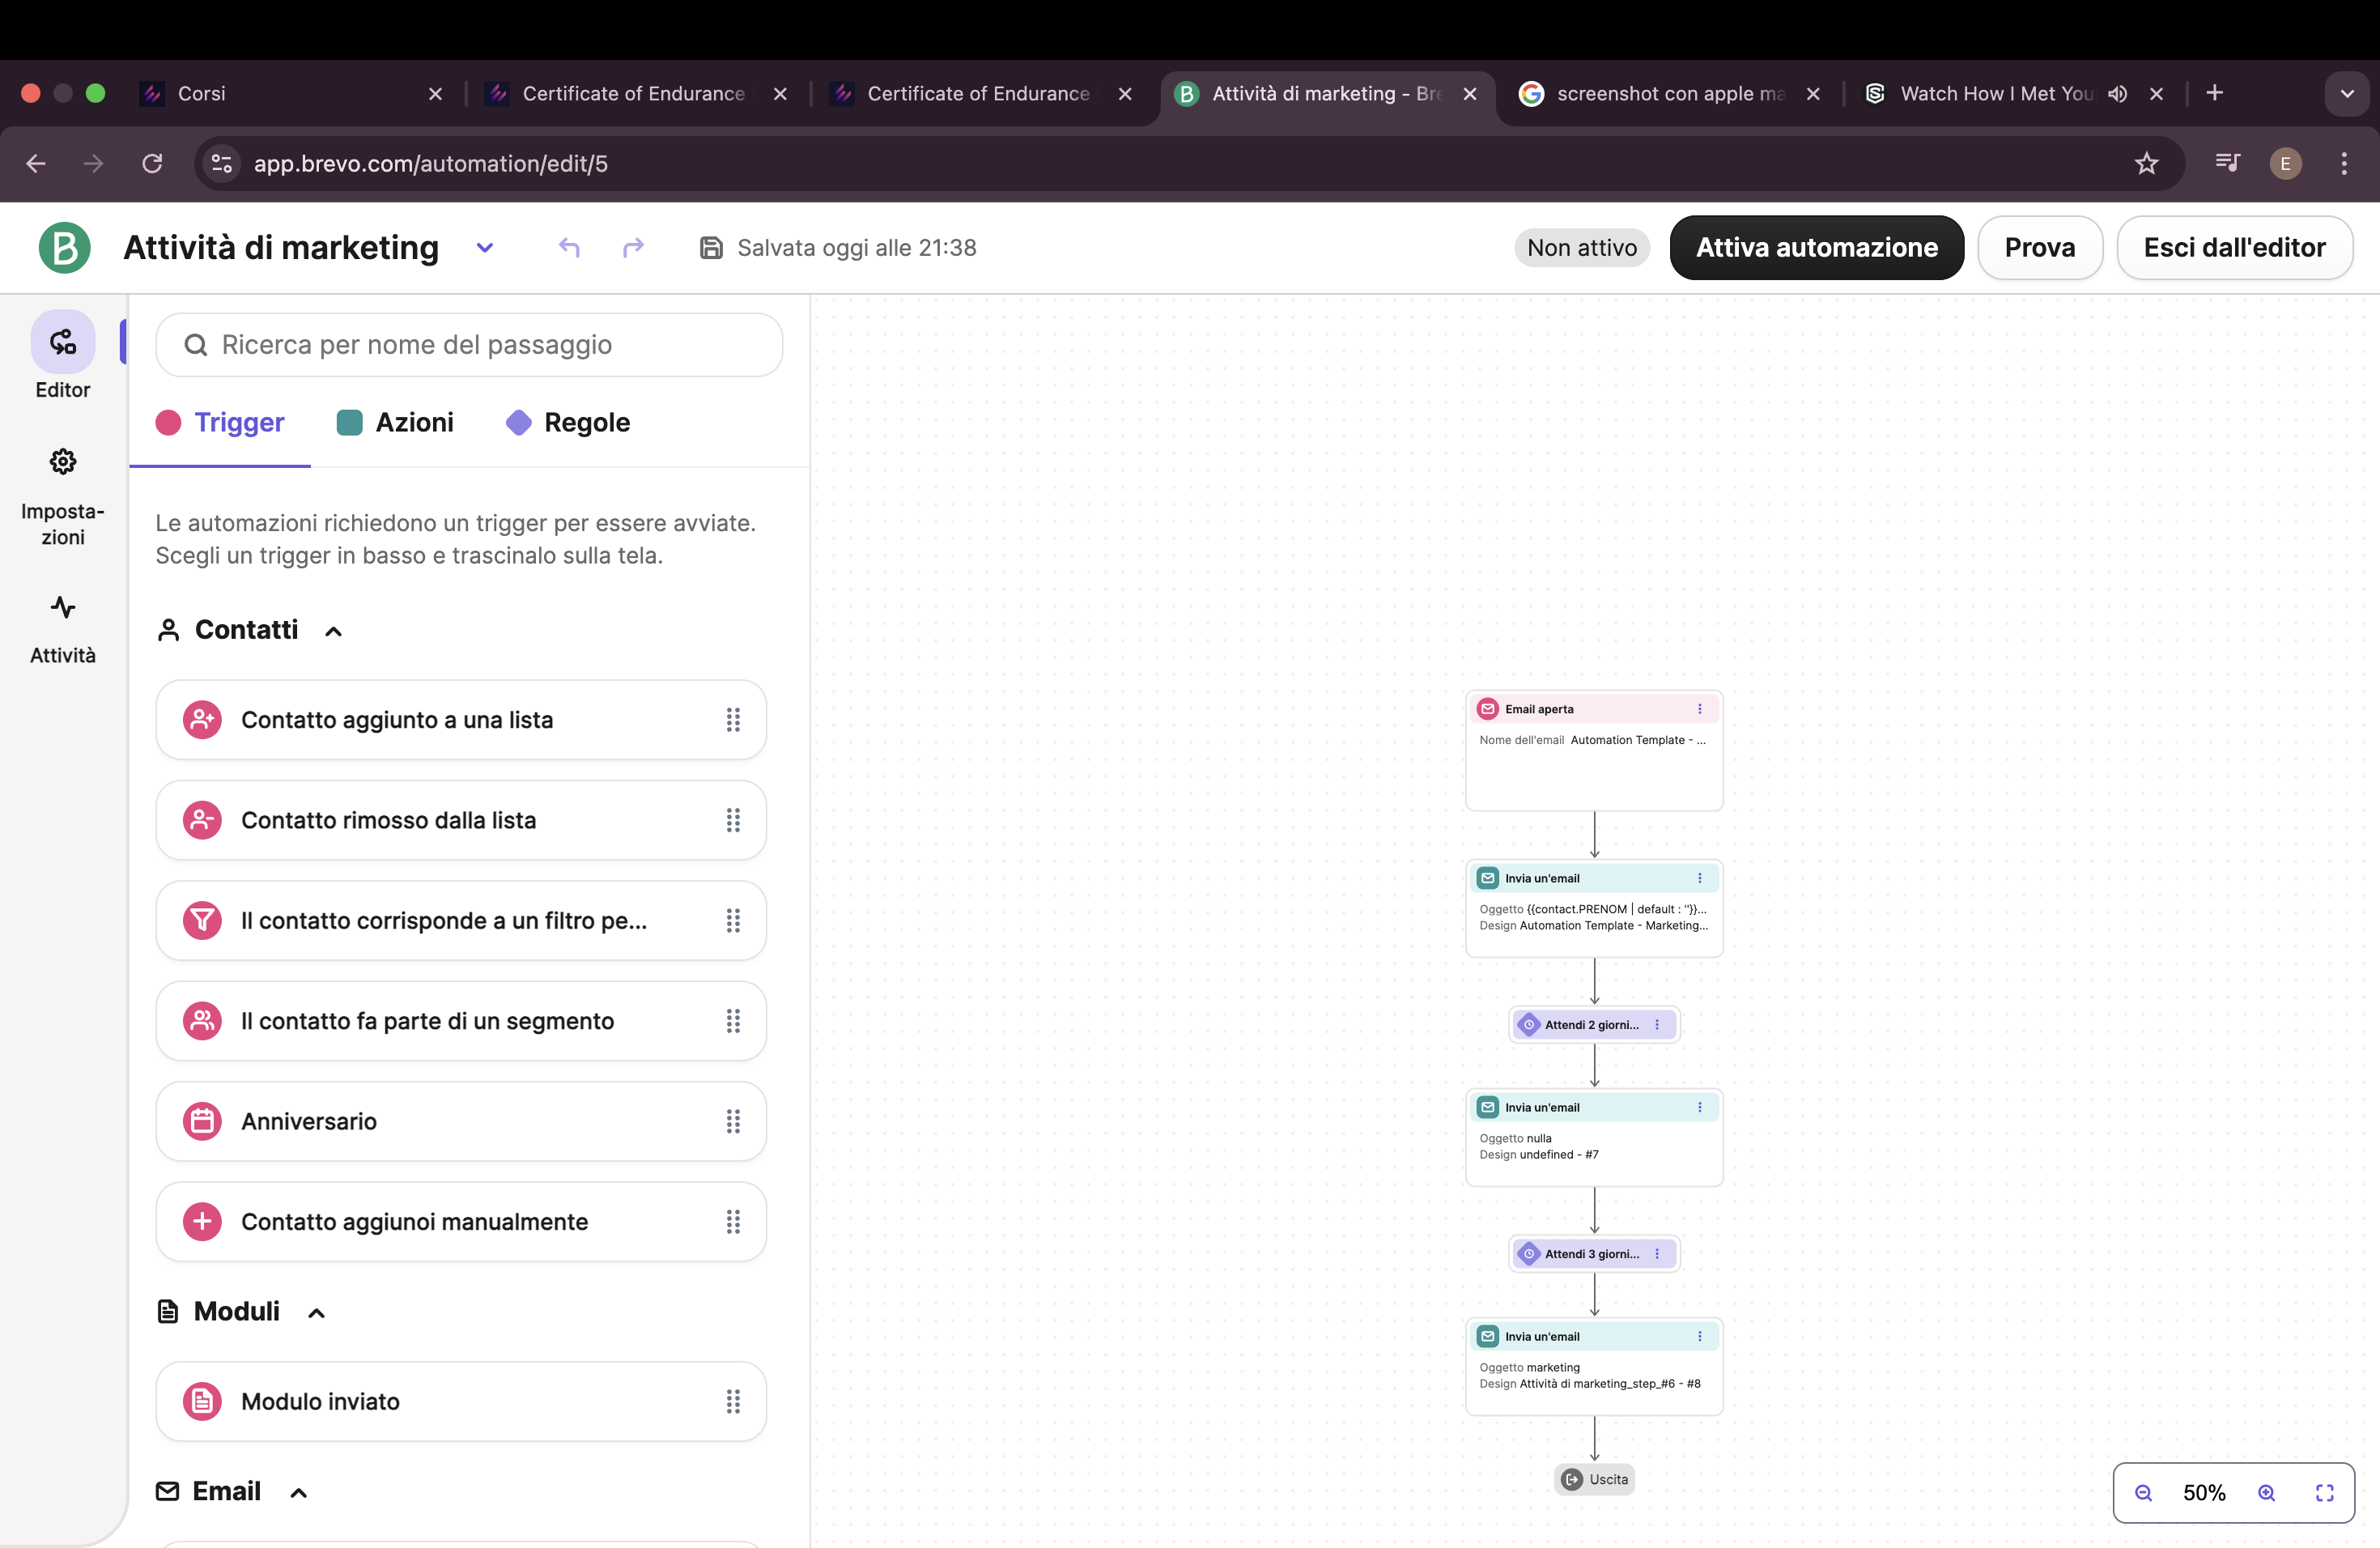 Corsi
Certificate of Endurance
Certificate of Endurance
Attività di marketing - Bre
screenshot con apple ma
Watch How I Met You
app.brevo.com/automation/edit/5
E
B
Attività di marketing
Salvata oggi alle 21:38
Non attivo
Attiva automazione
Prova
Esci dall'editor
Editor
Imposta-
zioni
Attività
Ricerca per nome del passaggio
Trigger
Azioni
Regole
Le automazioni richiedono un trigger per essere avviate.
Scegli un trigger in basso e trascinalo sulla tela.
Contatti
Contatto aggiunto a una lista
Contatto rimosso dalla lista
Il contatto corrisponde a un filtro pe...
Il contatto fa parte di un segmento
Anniversario
Contatto aggiunoi manualmente
Moduli
Modulo inviato
Email
Email aperta
Nome dell'email Automation Template - ...
Invia un'email
Oggetto {{contact.PRENOM | default : ''}}...
Design Automation Template - Marketing...
Attendi 2 giorni...
Invia un'email
Oggetto nulla
Design undefined - #7
Attendi 3 giorni...
Invia un'email
Oggetto marketing
Design Attività di marketing_step_#6 - #8
Uscita
50%